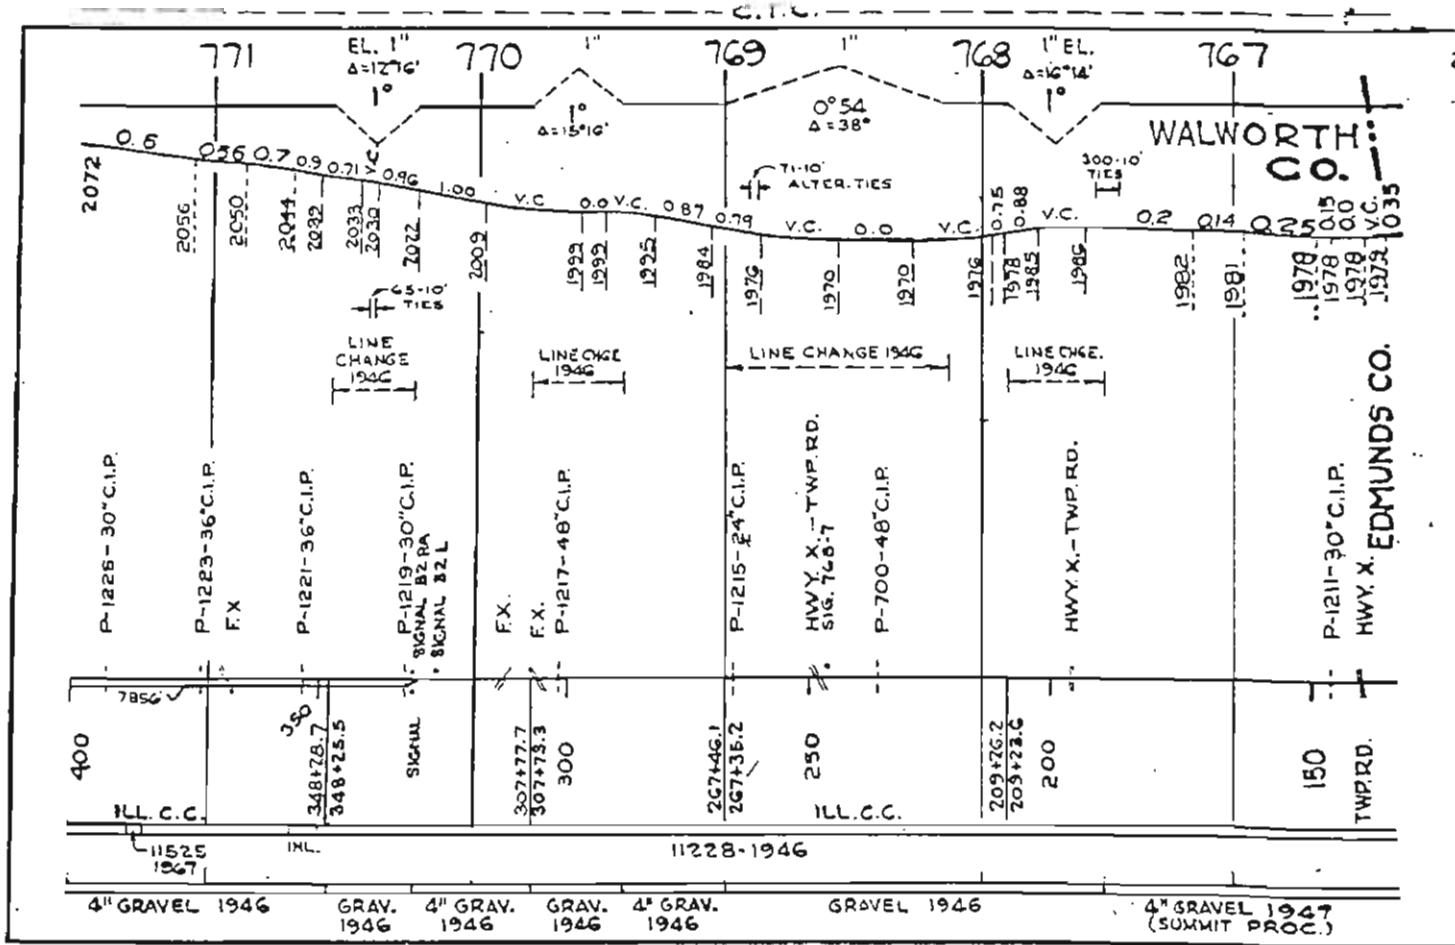 C.T.C.
771
EL. 1"
Δ=12°16'
1°
770
1"
1°
Δ=15°16'
769
1"
0°54
Δ=38°
768
1" EL.
Δ=16°14'
1°
767
WALWORTH
CO.
0.6
0.7
0.9
0.71
V.C.
0.96
1.00
V.C
0.0
V.C.
0.87
0.79
V.C.
0.0
V.C.
0.75
0.88
V.C.
0.2
0.14
0.25
0.15
0.0
V.C.
2072
2056
2050
2044
2039
2033
2030
2022
2009
1999
1999
1995
1984
1976
1970
1970
1976
1978
1985
1986
1982
1981
1978
1978
1978
1979
71-10'
ALTER. TIES
300-10'
TIES
65-10'
TIES
LINE
CHANGE
1946
LINE CHGE
1946
LINE CHANGE 1946
LINE CHGE.
1946
P-1225-30"C.I.P.
P-1223-36"C.I.P.
F.X
P-1221-36"C.I.P.
P-1219-30"C.I.P.
SIGNAL 82 RA
SIGNAL 82 L
F.X.
F.X.
P-1217-48"C.I.P.
P-1215-24"C.I.P.
HWY. X.-TWP. RD.
SIG. 768-7
P-700-48"C.I.P.
HWY. X.-TWP. RD.
P-1211-30"C.I.P.
HWY. X.
EDMUNDS CO.
7856'
400
350
348+28.7
348+25.5
SIGNAL
307+77.7
307+73.3
300
267+46.1
267+35.2
250
209+26.2
209+23.6
200
150
TWP. RD.
ILL. C.C.
ILL. C.C.
11525
1967
INL.
11228-1946
4" GRAVEL 1946
GRAV.
1946
4" GRAV.
1946
GRAV.
1946
4" GRAV.
1946
GRAVEL 1946
4" GRAVEL 1947
(SUMMIT PROC.)